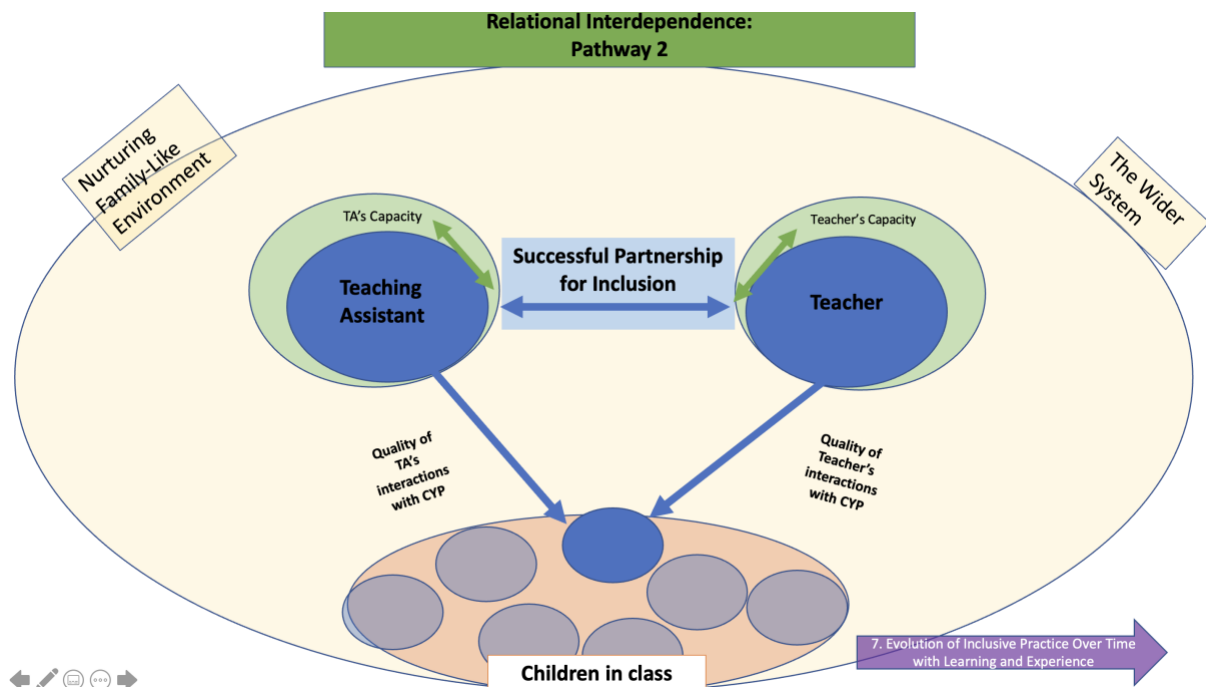 Relational Interdependence:
Pathway 2
Nurturing
Family-Like
Environment
The Wider
System
TA's Capacity
Teacher's Capacity
Successful Partnership
for Inclusion
Teaching
Assistant
Teacher
Quality of
TA's
interactions
with CYP
Quality of
Teacher's
interactions
with CYP
Children in class
7. Evolution of Inclusive Practice Over Time
with Learning and Experience